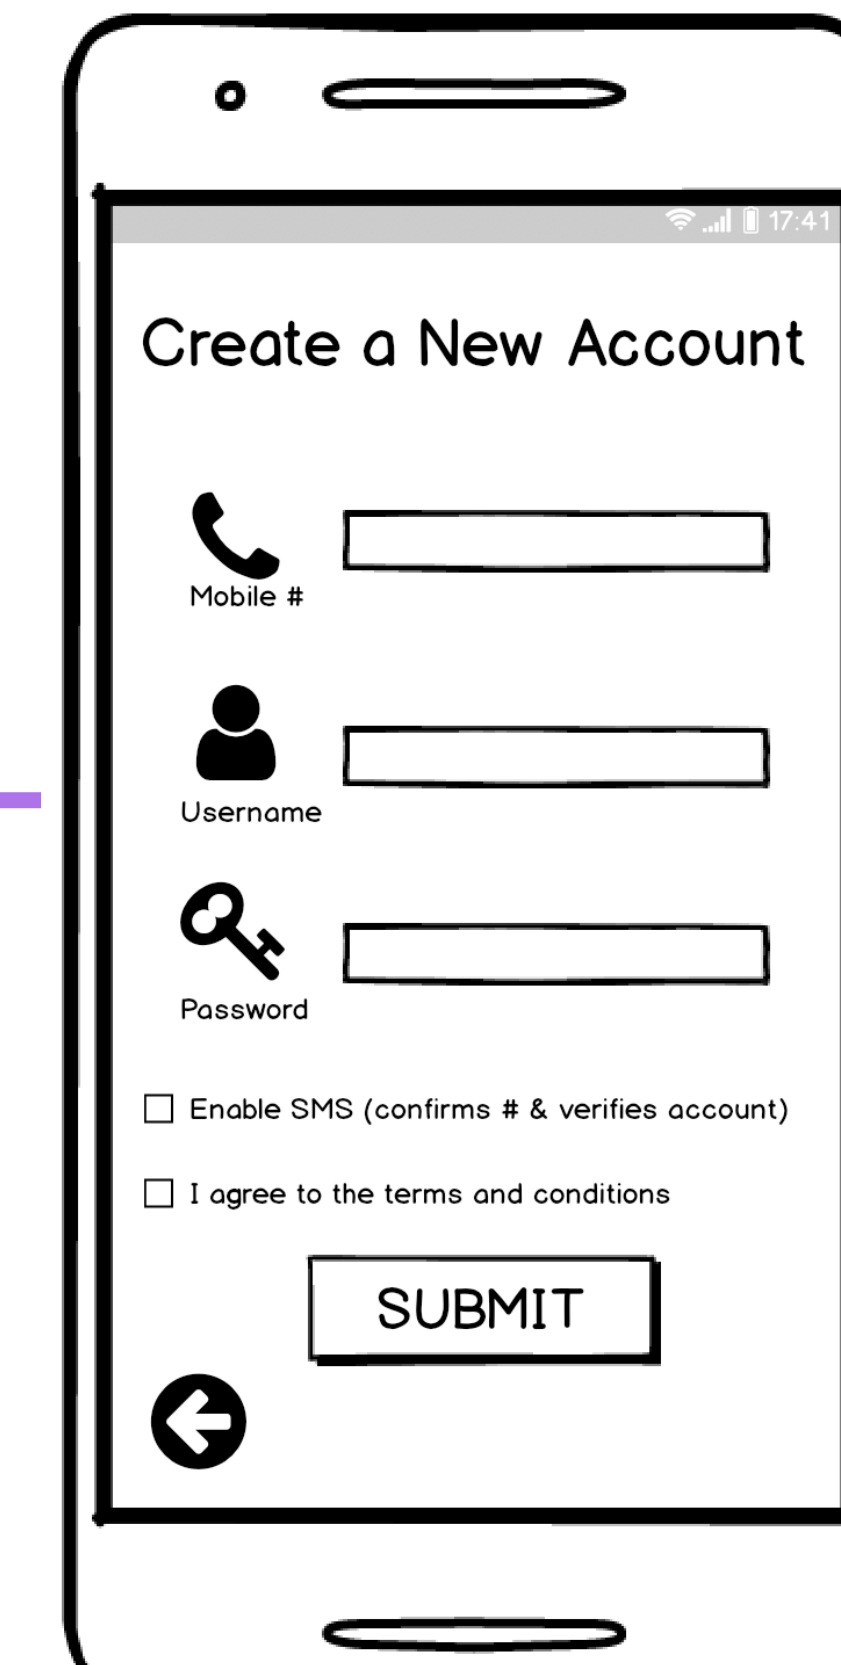 17:41
Create a New Account
Mobile #
Username
Password
Enable SMS (confirms # & verifies account)
I agree to the terms and conditions
SUBMIT